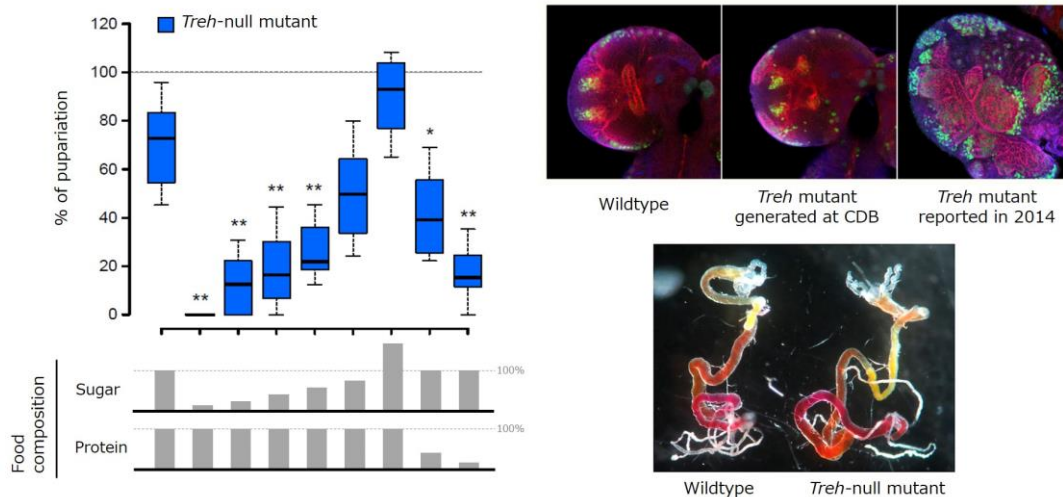 Treh-null mutant
120
100
80
60
40
20
0
% of pupariation
**
**
**
**
*
**
Food composition
Sugar
100%
Protein
100%
Wildtype
Treh mutant
generated at CDB
Treh mutant
reported in 2014
Wildtype
Treh-null mutant